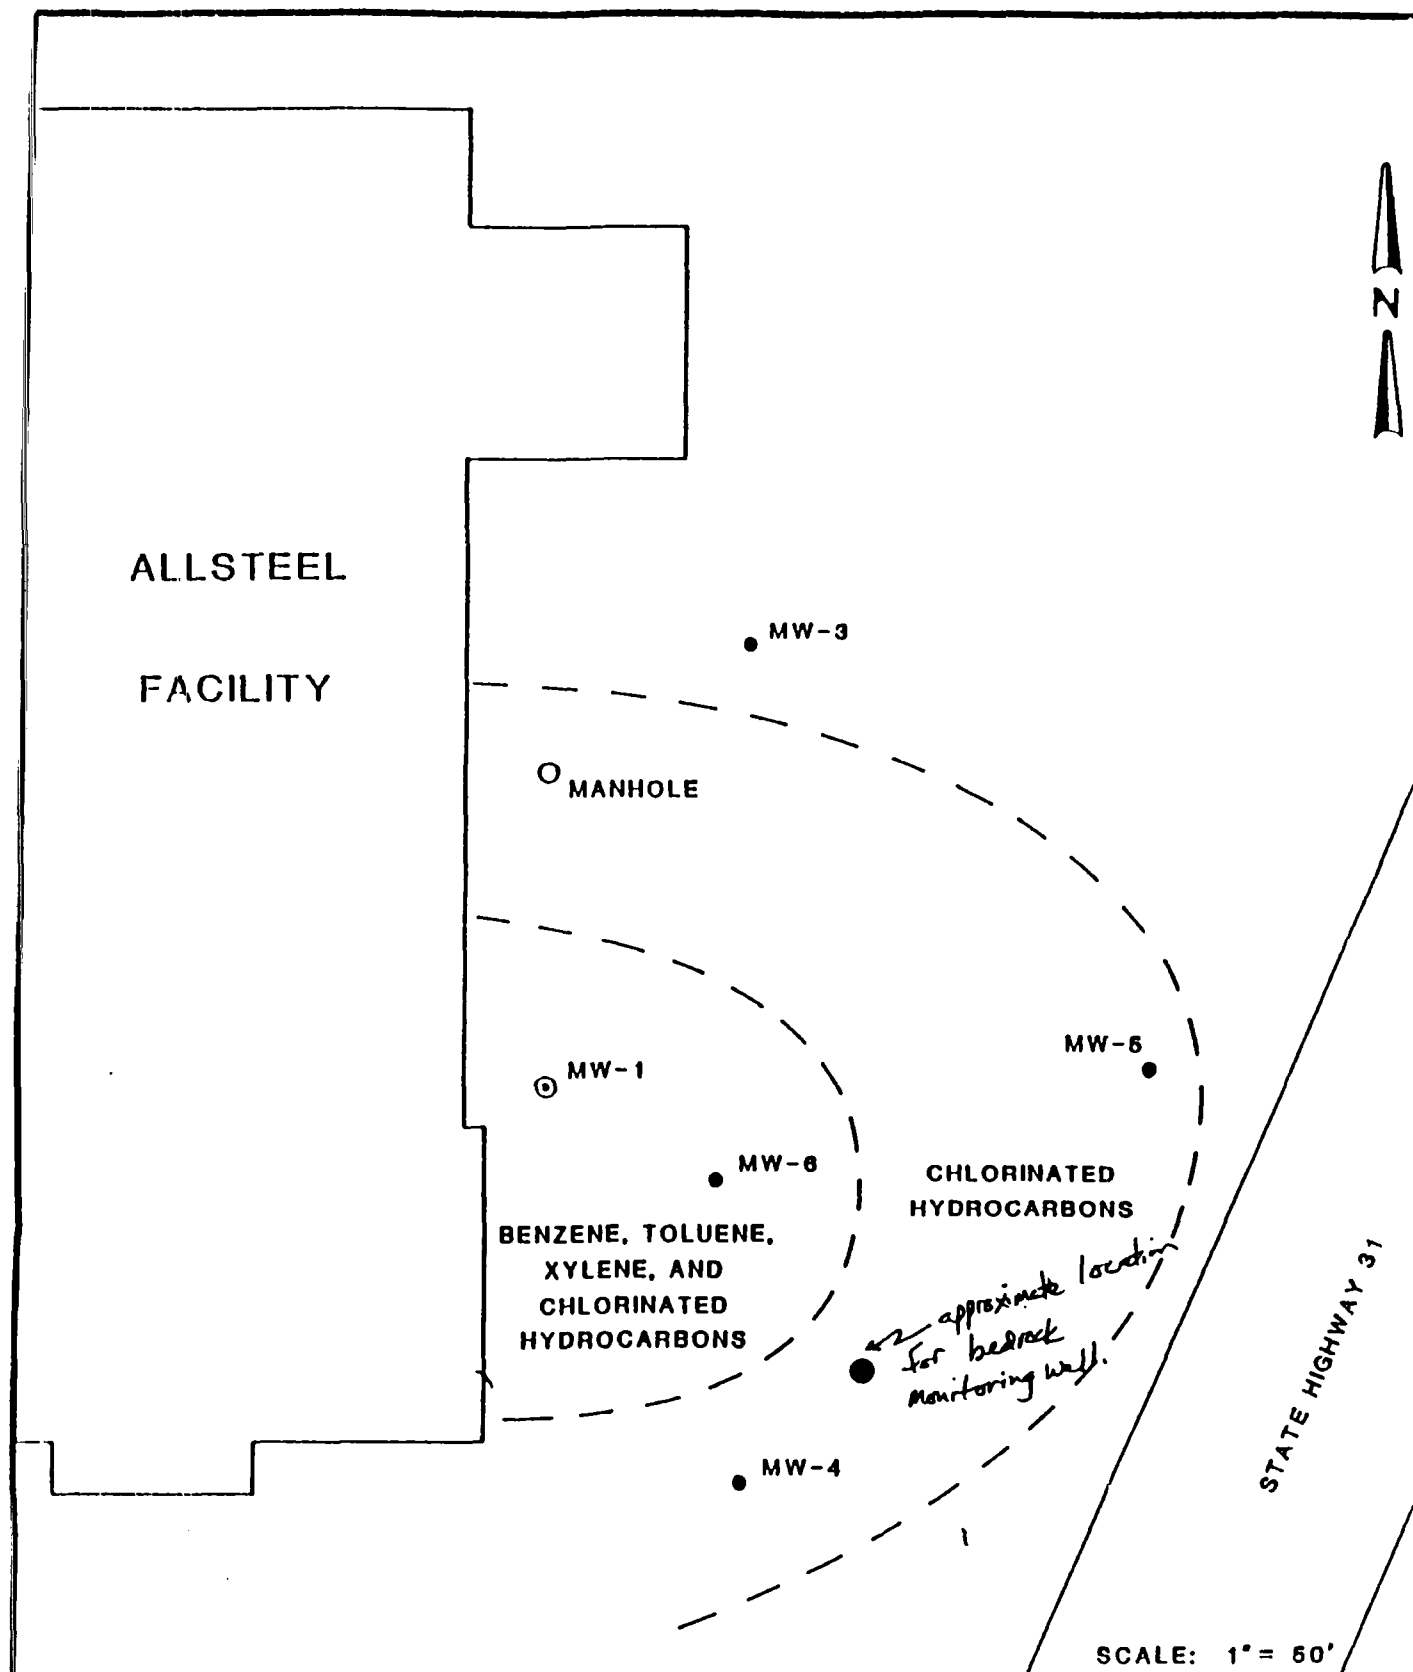 N
ALLSTEEL
FACILITY
MW-3
MANHOLE
MW-5
MW-1
MW-6
CHLORINATED
HYDROCARBONS
BENZENE, TOLUENE,
XYLENE, AND
CHLORINATED
HYDROCARBONS
approximate location
for bedrock
monitoring well.
STATE HIGHWAY 31
MW-4
SCALE: 1" = 50'